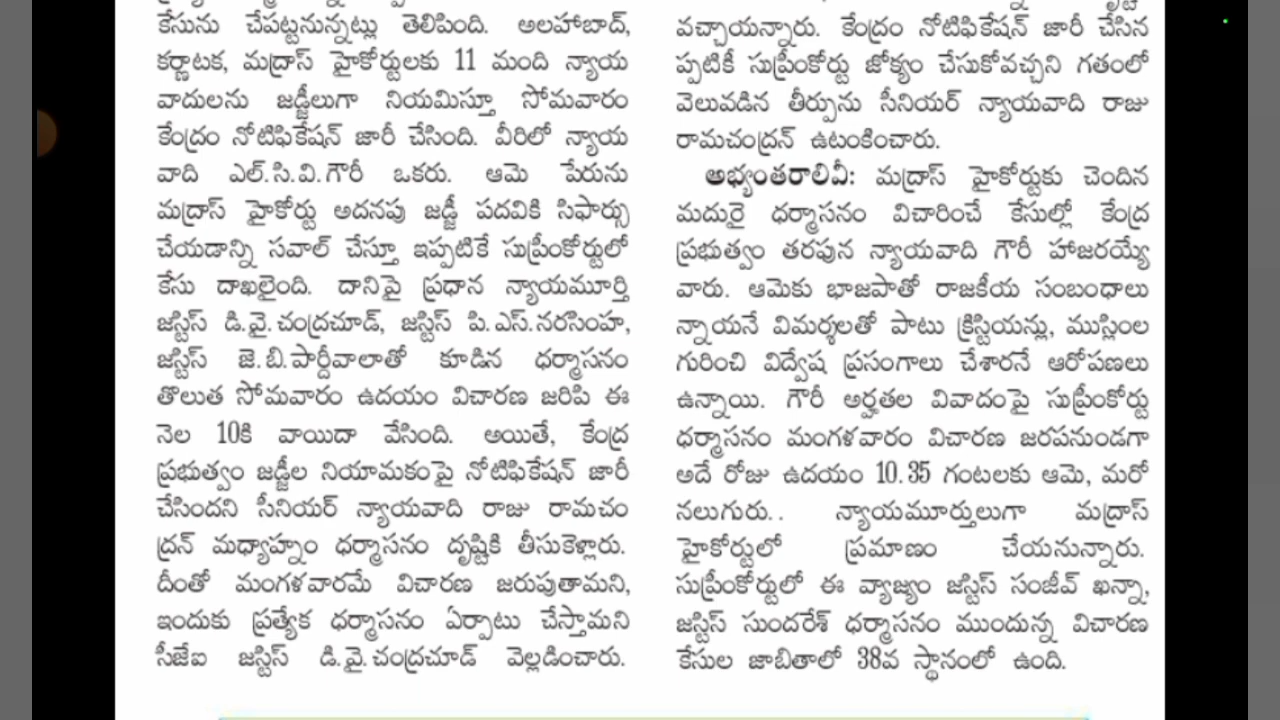 కేసును చేపట్టనున్నట్లు తెలిపింది. అలహాబాద్,
కర్ణాటక, మద్రాస్ హైకోర్టులకు 11 మంది న్యాయ
వాదులను జడ్జీలుగా నియమిస్తూ సోమవారం
కేంద్రం నోటిఫికేషన్ జారీ చేసింది. వీరిలో న్యాయ
వాది ఎల్.సి.వి.గౌరీ ఒకరు. ఆమె పేరును
మద్రాస్ హైకోర్టు అదనపు జడ్జీ పదవికి సిఫార్సు
చేయడాన్ని సవాల్ చేస్తూ ఇప్పటికే సుప్రీంకోర్టులో
కేసు దాఖలైంది. దానిపై ప్రధాన న్యాయమూర్తి
జస్టిస్ డి.వై.చంద్రచూడ్, జస్టిస్ పి.ఎస్.నరసింహ,
జస్టిస్ జె.బి.పార్దీవాలాతో కూడిన ధర్మాసనం
తొలుత సోమవారం ఉదయం విచారణ జరిపి ఈ
నెల 10కి వాయిదా వేసింది. అయితే, కేంద్ర
ప్రభుత్వం జడ్జీల నియామకంపై నోటిఫికేషన్ జారీ
చేసిందని సీనియర్ న్యాయవాది రాజు రామచం
ద్రన్ మధ్యాహ్నం ధర్మాసనం దృష్టికి తీసుకెళ్లారు.
దీంతో మంగళవారమే విచారణ జరుపుతామని,
ఇందుకు ప్రత్యేక ధర్మాసనం ఏర్పాటు చేస్తామని
సీజేఐ జస్టిస్ డి.వై.చంద్రచూడ్ వెల్లడించారు.
వచ్చాయన్నారు. కేంద్రం నోటిఫికేషన్ జారీ చేసిన
ప్పటికీ సుప్రీంకోర్టు జోక్యం చేసుకోవచ్చని గతంలో
వెలువడిన తీర్పును సీనియర్ న్యాయవాది రాజు
రామచంద్రన్ ఉటంకించారు.
అభ్యంతరాలివీ: మద్రాస్ హైకోర్టుకు చెందిన
మదురై ధర్మాసనం విచారించే కేసుల్లో కేంద్ర
ప్రభుత్వం తరఫున న్యాయవాది గౌరీ హాజరయ్యే
వారు. ఆమెకు భాజపాతో రాజకీయ సంబంధాలు
న్నాయనే విమర్శలతో పాటు క్రిస్టియన్లు, ముస్లింల
గురించి విద్వేష ప్రసంగాలు చేశారనే ఆరోపణలు
ఉన్నాయి. గౌరీ అర్హతల వివాదంపై సుప్రీంకోర్టు
ధర్మాసనం మంగళవారం విచారణ జరపనుండగా
అదే రోజు ఉదయం 10.35 గంటలకు ఆమె, మరో
నలుగురు.. న్యాయమూర్తులుగా మద్రాస్
హైకోర్టులో ప్రమాణం చేయనున్నారు.
సుప్రీంకోర్టులో ఈ వ్యాజ్యం జస్టిస్ సంజీవ్ ఖన్నా,
జస్టిస్ సుందరేశ్ ధర్మాసనం ముందున్న విచారణ
కేసుల జాబితాలో 38వ స్థానంలో ఉంది.